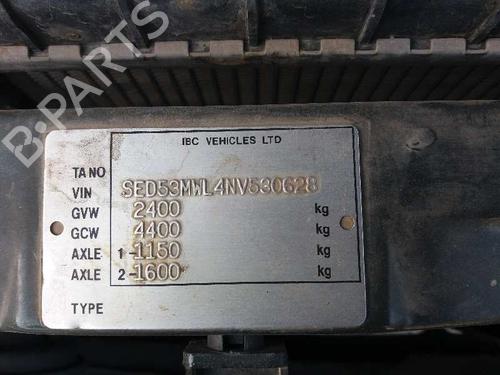 B-PARTS
IBC VEHICLES LTD
TA NO
VIN SED53MWL4NV530628
GVW 2400 kg
GCW 4400 kg
AXLE 1-1150 kg
AXLE 2-1600 kg
TYPE